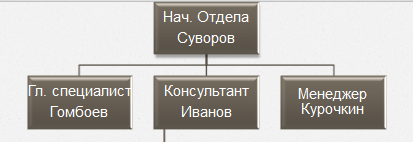 Нач. Отдела
Суворов
Гл. специалист
Гомбоев
Консультант
Иванов
Менеджер
Курочкин